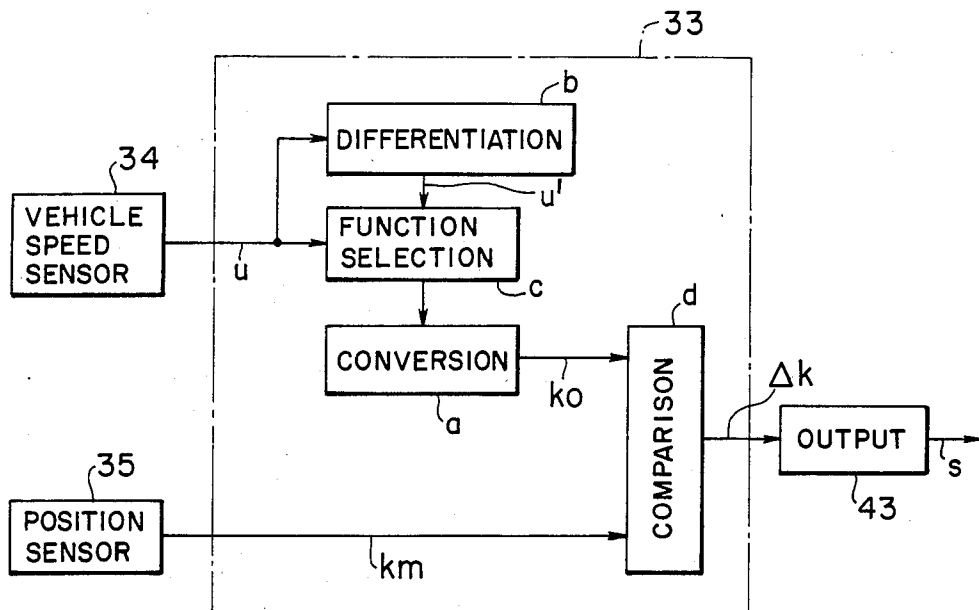 33
b
DIFFERENTIATION
34
u'
VEHICLE
SPEED
SENSOR
FUNCTION
SELECTION
u
c
d
CONVERSION
ko
a
COMPARISON
Δk
OUTPUT
s
43
35
POSITION
SENSOR
km